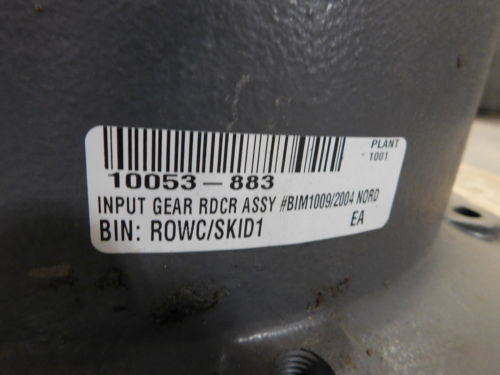 PLANT
1001
10053-883
INPUT GEAR RDCR ASSY #BIM1009/2004 NORD
BIN: ROWC/SKID1 EA